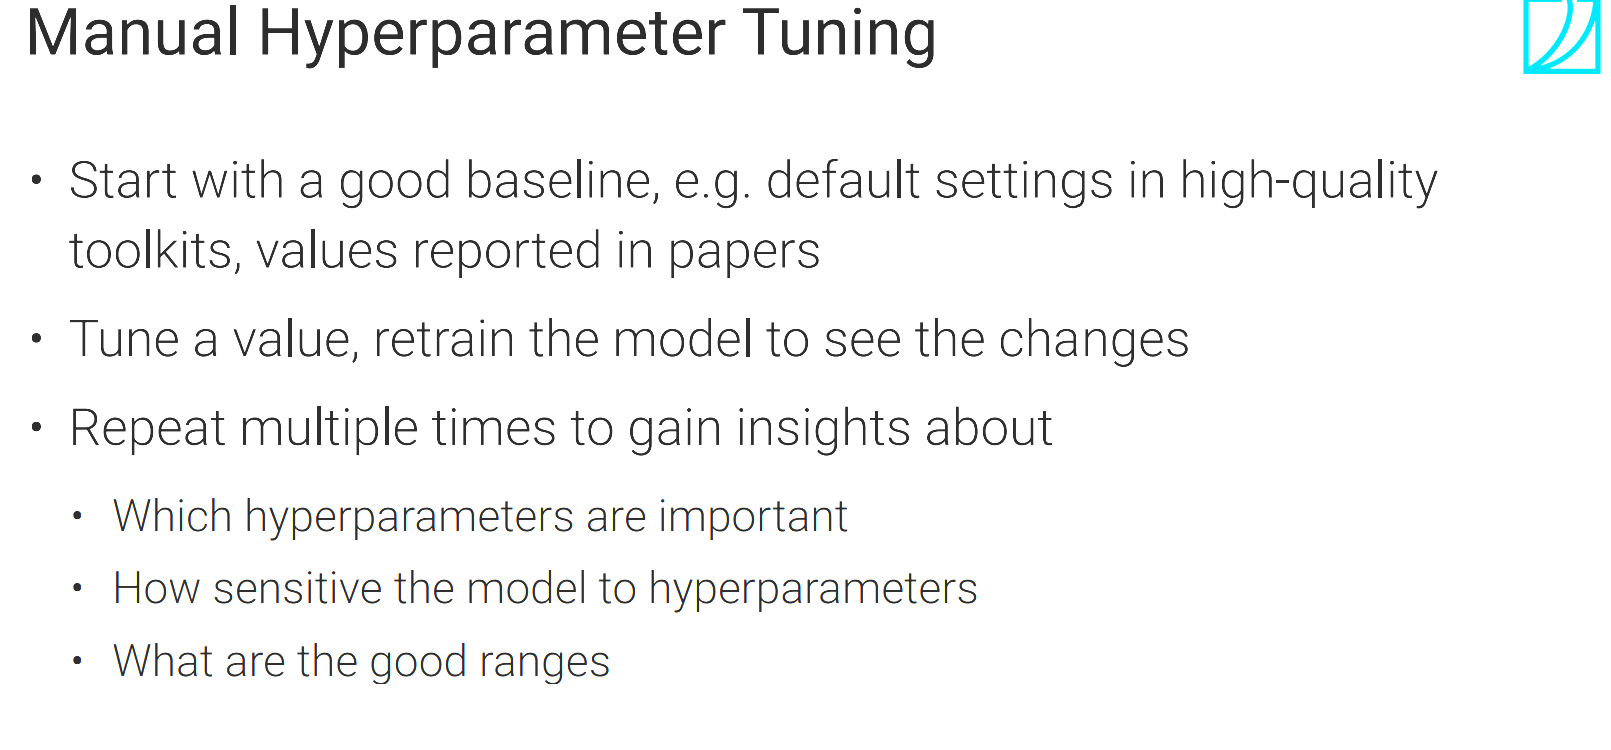 Manual Hyperparameter Tuning
• Start with a good baseline, e.g. default settings in high-quality
toolkits, values reported in papers
• Tune a value, retrain the model to see the changes
• Repeat multiple times to gain insights about
• Which hyperparameters are important
• How sensitive the model to hyperparameters
• What are the good ranges